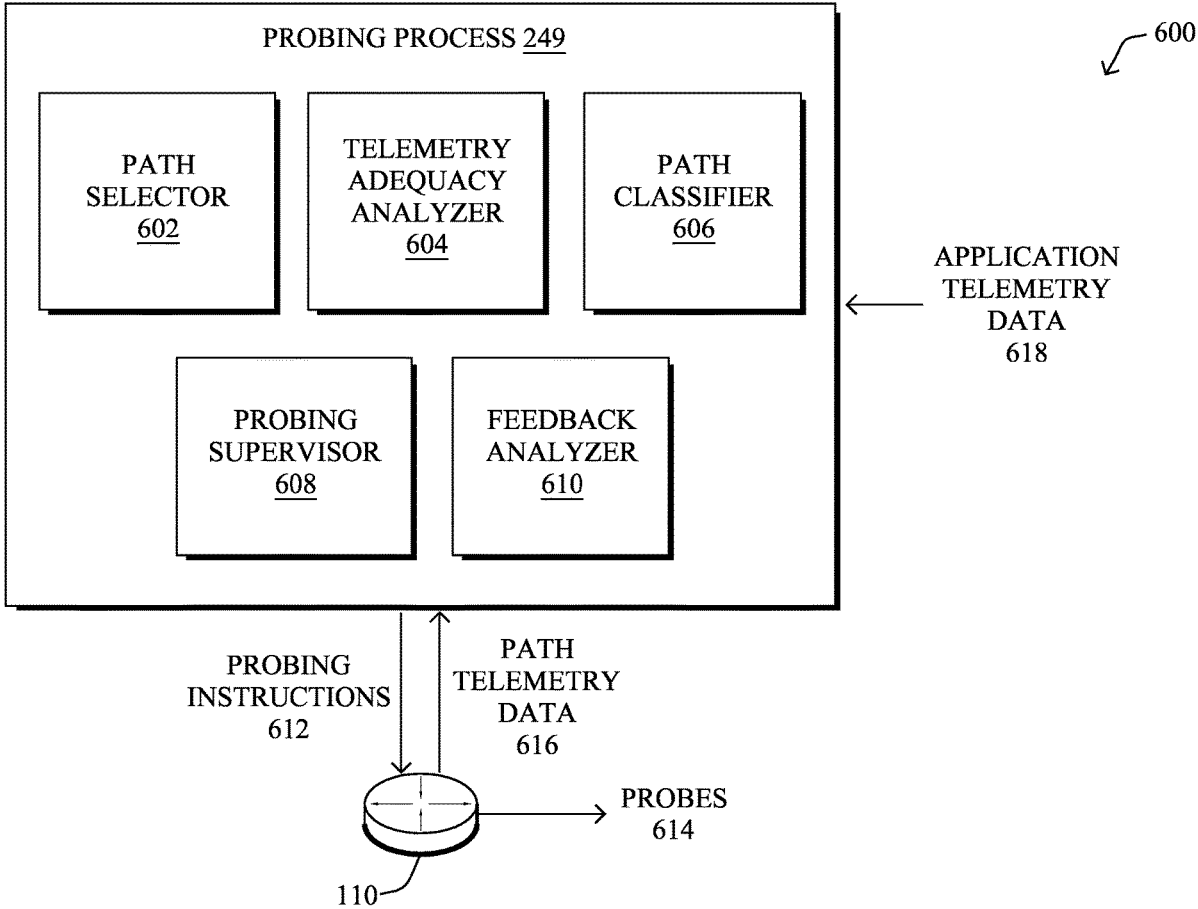 PROBING PROCESS 249
600
PATH
SELECTOR
602
TELEMETRY
ADEQUACY
ANALYZER
604
PATH
CLASSIFIER
606
APPLICATION
TELEMETRY
DATA
618
PROBING
SUPERVISOR
608
FEEDBACK
ANALYZER
610
PROBING
INSTRUCTIONS
612
PATH
TELEMETRY
DATA
616
PROBES
614
110